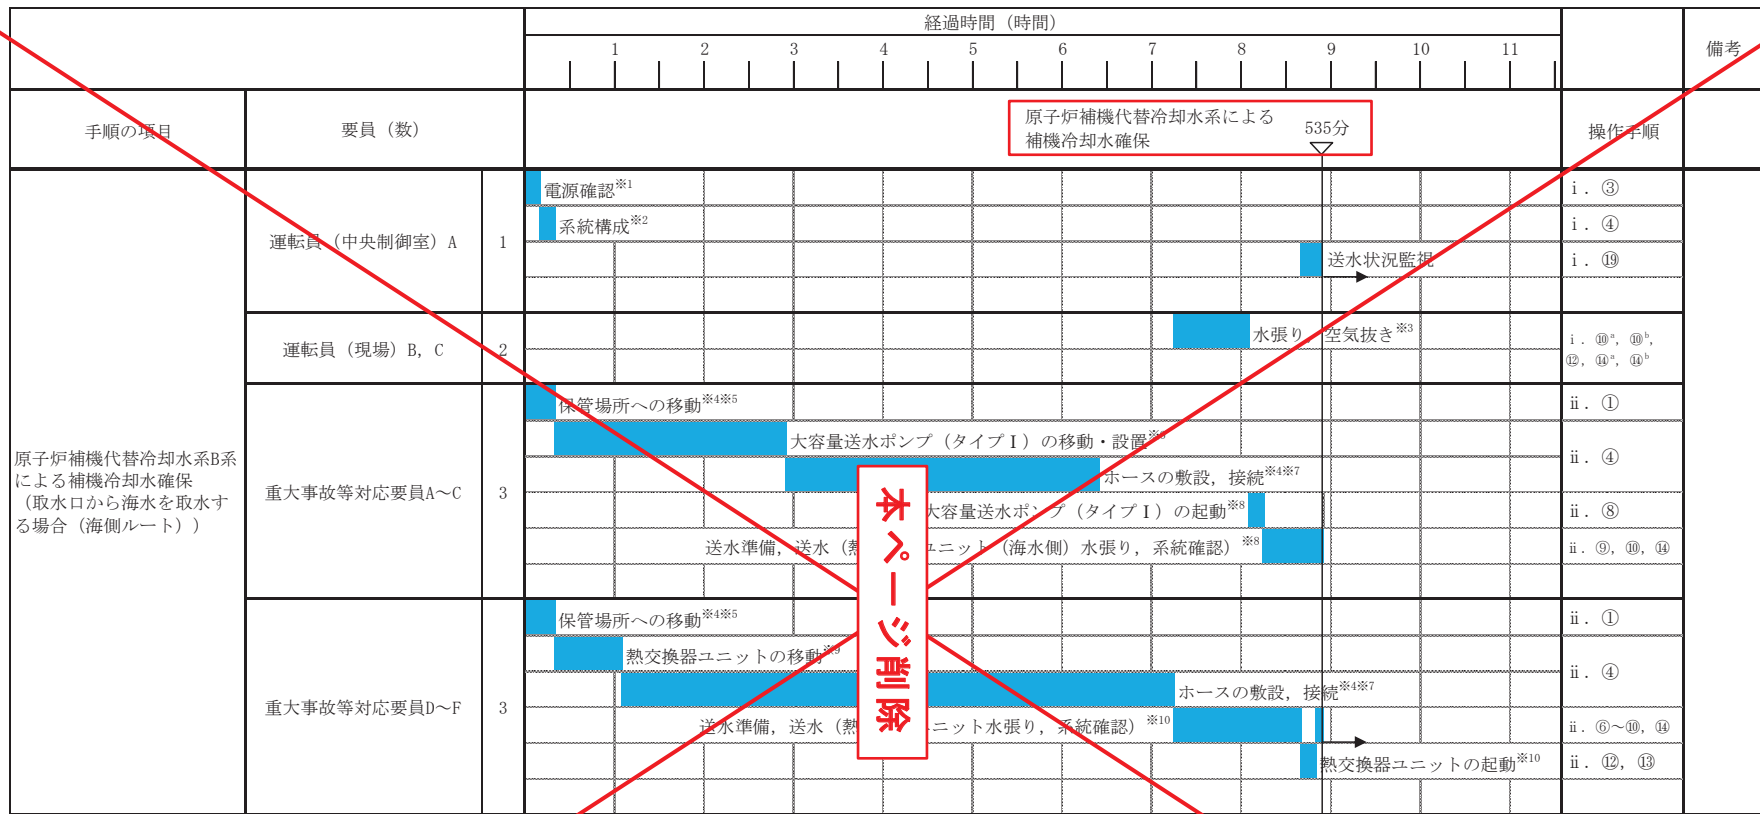 経過時間（時間）
備考
1 2 3 4 5 6 7 8 9 10 11
手順の項目
要員（数）
原子炉補機代替冷却水系による
補機冷却水確保
535分
操作手順
電源確認※1
ⅰ．③
系統構成※2
ⅰ．④
運転員（中央制御室）A
1
送水状況監視
ⅰ．⑲
運転員（現場）B，C
2
水張り，空気抜き※3
ⅰ．⑩a，⑩b，
⑫，⑭a，⑭b
保管場所への移動※4※5
ⅱ．①
大容量送水ポンプ（タイプⅠ）の移動・設置
ⅱ．④
ホースの敷設，接続※4※7
原子炉補機代替冷却水系B系
による補機冷却水確保
（取水口から海水を取水す
る場合（海側ルート））
重大事故等対応要員A～C
3
大容量送水ポンプ（タイプⅠ）の起動※8
ⅱ．⑧
送水準備，送水（熱 ユニット（海水側）水張り，系統確認）※8
ⅱ．⑨，⑩，⑭
本ページ削除
保管場所への移動※4※5
ⅱ．①
熱交換器ユニットの移動※9
ⅱ．④
ホースの敷設，接続※4※7
重大事故等対応要員D～F
3
送水準備，送水（熱 ニット水張り，系統確認）※10
ⅱ．⑥～⑩，⑭
熱交換器ユニットの起動※10
ⅱ．⑫，⑬